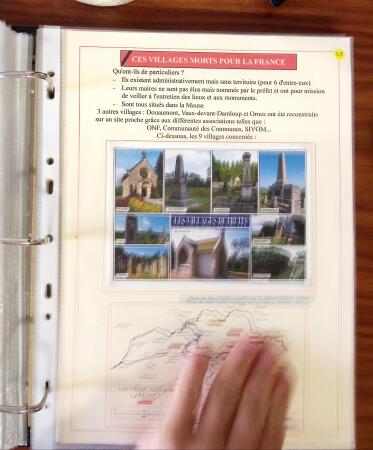 CES VILLAGES MORTS POUR LA FRANCE
Qu'ont-ils de particuliers ?
- Ils existent administrativement mais sans territoire (pour 6 d'entre-eux)
- Leurs maires ne sont pas élus mais nommés par le préfet et ont pour mission
de veiller à l'entretien des lieux et aux monuments.
- Sont tous situés dans la Meuse
3 autres villages : Douaumont, Vaux-devant-Damloup et Ornes ont été reconstruits
sur un site proche grâce aux différentes associations telles que :
ONF, Communauté des Communes, SIVOM...
Ci-dessous, les 9 villages concernés :
LES VILLAGES DETRUITS